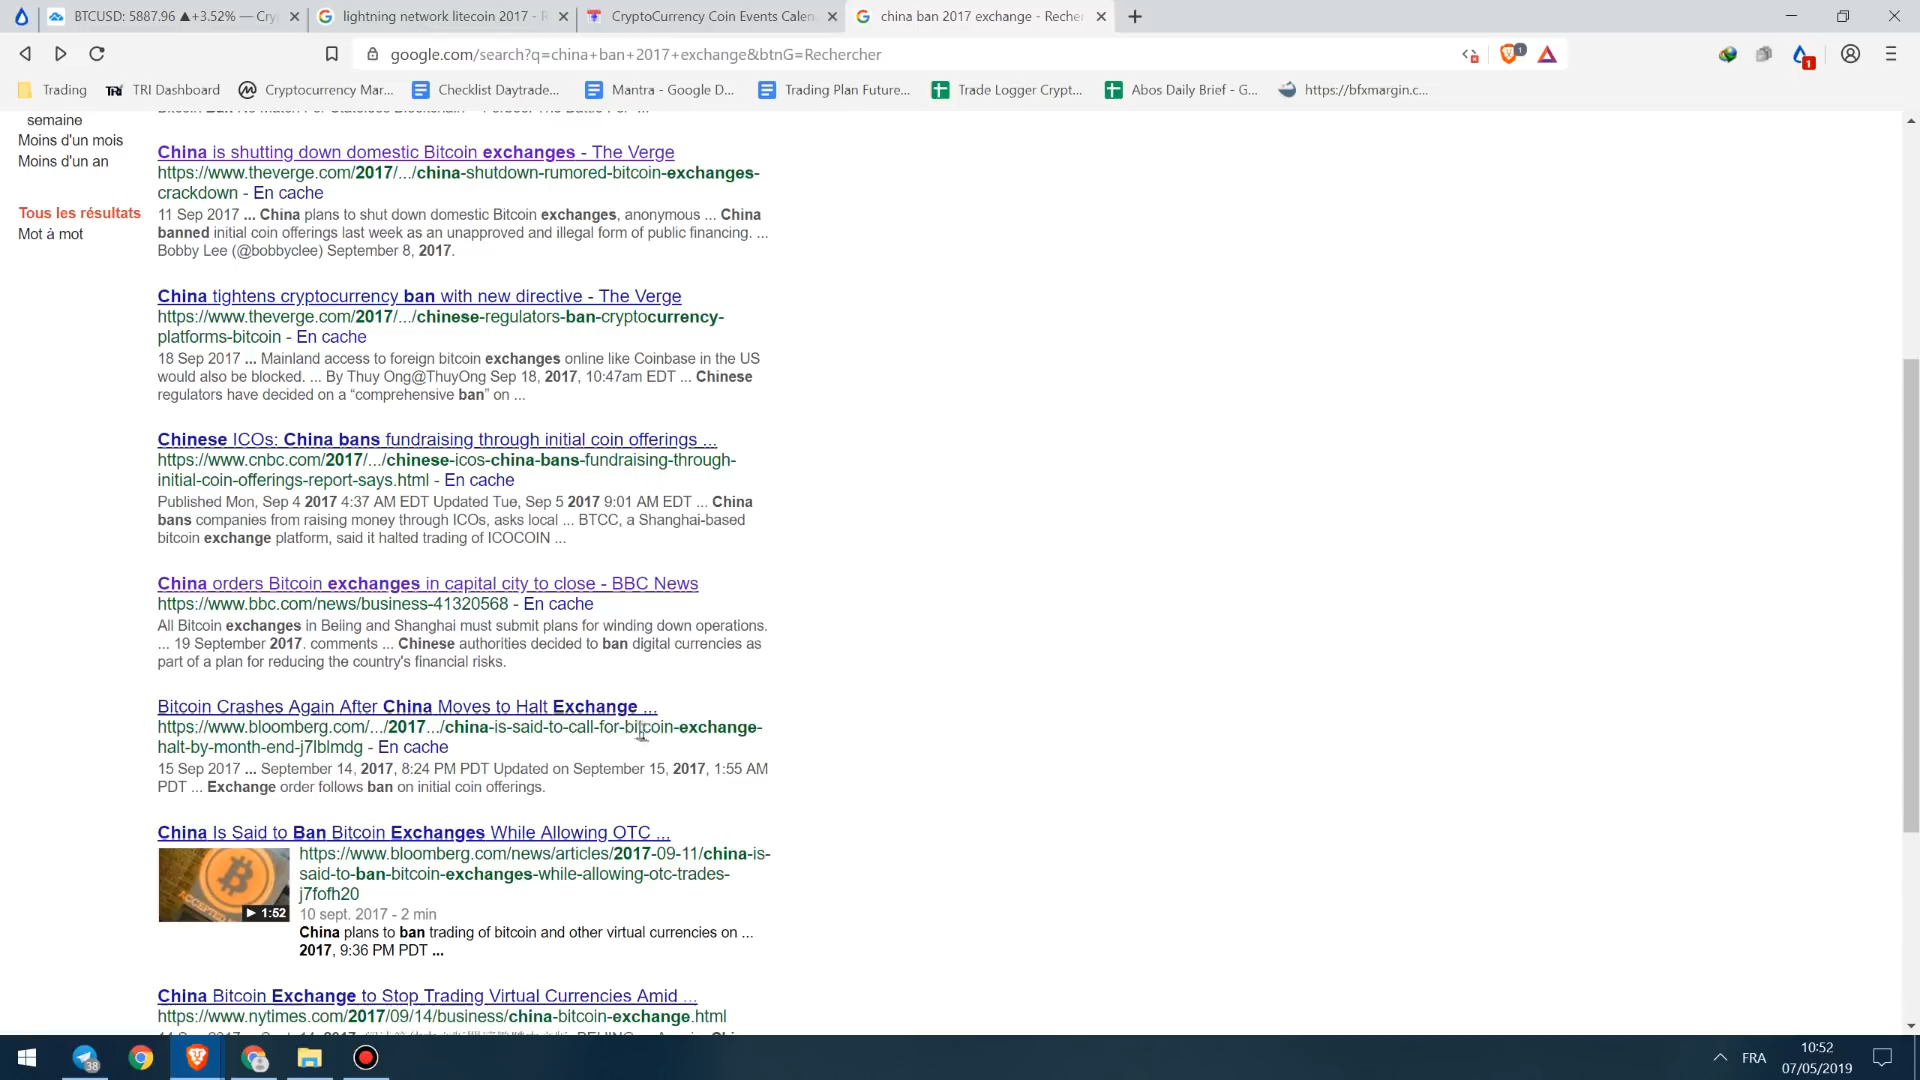 BTCUSD: 5887.96 ▲+3.52% — Cry
lightning network litecoin 2017 - R
CryptoCurrency Coin Events Calen
china ban 2017 exchange - Recher
google.com/search?q=china+ban+2017+exchange&btnG=Rechercher
1
1
Trading
TRI Dashboard
Cryptocurrency Mar...
Checklist Daytrade...
Mantra - Google D...
Trading Plan Future...
Trade Logger Crypt...
Abos Daily Brief - G...
https://bfxmargin.c...
semaine
Moins d'un mois
Moins d'un an
Tous les résultats
Mot à mot
China is shutting down domestic Bitcoin exchanges - The Verge
https://www.theverge.com/2017/.../china-shutdown-rumored-bitcoin-exchanges-
crackdown - En cache
11 Sep 2017 ... China plans to shut down domestic Bitcoin exchanges, anonymous ... China
banned initial coin offerings last week as an unapproved and illegal form of public financing. ...
Bobby Lee (@bobbyclee) September 8, 2017.
China tightens cryptocurrency ban with new directive - The Verge
https://www.theverge.com/2017/.../chinese-regulators-ban-cryptocurrency-
platforms-bitcoin - En cache
18 Sep 2017 ... Mainland access to foreign bitcoin exchanges online like Coinbase in the US
would also be blocked. ... By Thuy Ong@ThuyOng Sep 18, 2017, 10:47am EDT ... Chinese
regulators have decided on a “comprehensive ban” on ...
Chinese ICOs: China bans fundraising through initial coin offerings ...
https://www.cnbc.com/2017/.../chinese-icos-china-bans-fundraising-through-
initial-coin-offerings-report-says.html - En cache
Published Mon, Sep 4 2017 4:37 AM EDT Updated Tue, Sep 5 2017 9:01 AM EDT ... China
bans companies from raising money through ICOs, asks local ... BTCC, a Shanghai-based
bitcoin exchange platform, said it halted trading of ICOCOIN ...
China orders Bitcoin exchanges in capital city to close - BBC News
https://www.bbc.com/news/business-41320568 - En cache
All Bitcoin exchanges in Beiing and Shanghai must submit plans for winding down operations.
... 19 September 2017. comments ... Chinese authorities decided to ban digital currencies as
part of a plan for reducing the country's financial risks.
Bitcoin Crashes Again After China Moves to Halt Exchange ...
https://www.bloomberg.com/.../2017.../china-is-said-to-call-for-bitcoin-exchange-
halt-by-month-end-j7lblmdg - En cache
15 Sep 2017 ... September 14, 2017, 8:24 PM PDT Updated on September 15, 2017, 1:55 AM
PDT ... Exchange order follows ban on initial coin offerings.
China Is Said to Ban Bitcoin Exchanges While Allowing OTC ...
https://www.bloomberg.com/news/articles/2017-09-11/china-is-
said-to-ban-bitcoin-exchanges-while-allowing-otc-trades-
j7fofh20
ACCEPTED
1:52
10 sept. 2017 - 2 min
China plans to ban trading of bitcoin and other virtual currencies on ...
2017, 9:36 PM PDT ...
China Bitcoin Exchange to Stop Trading Virtual Currencies Amid ...
https://www.nytimes.com/2017/09/14/business/china-bitcoin-exchange.html
38
FRA
10:52
07/05/2019